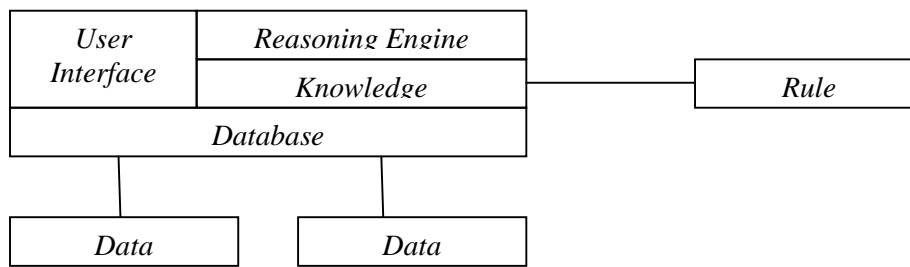 User
Interface
Reasoning Engine
Knowledge
Rule
Database
Data
Data